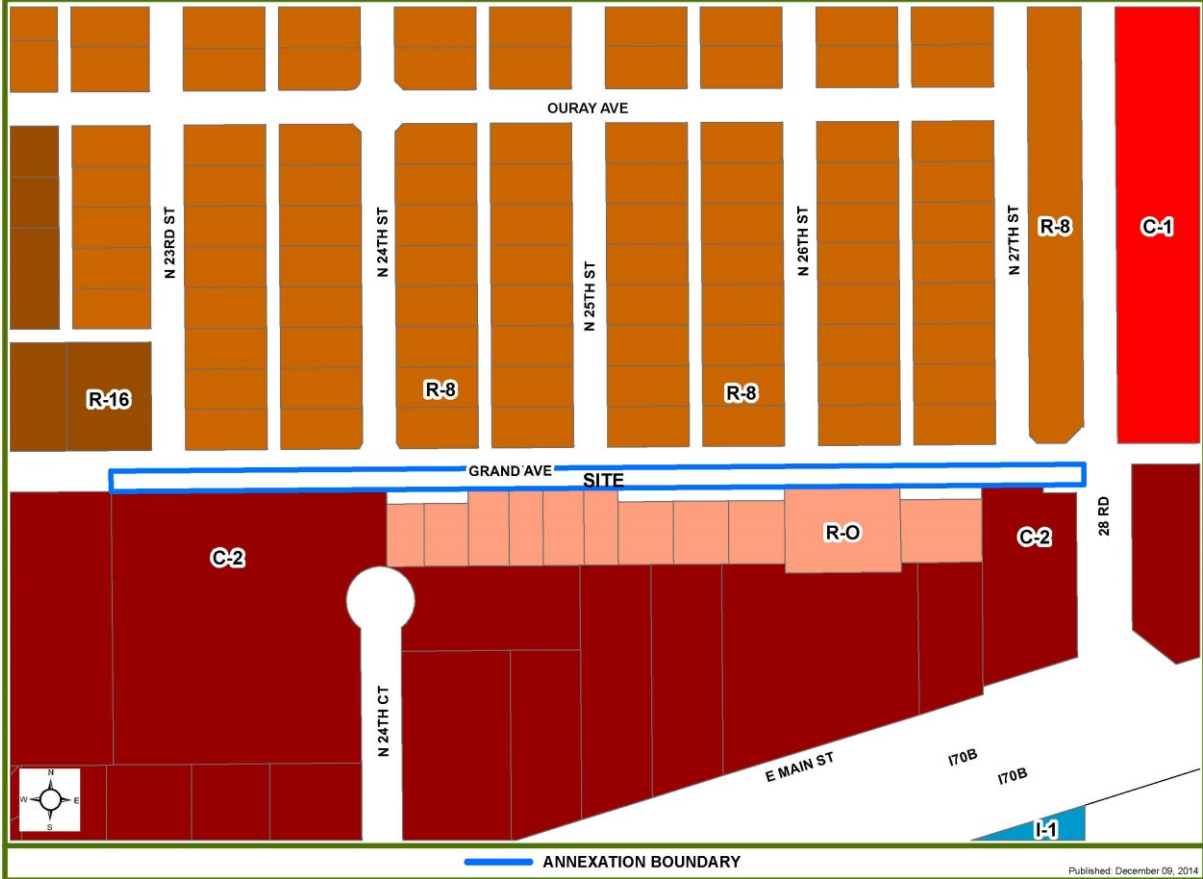 OURAY AVE
N 23RD ST
N 24TH ST
N 25TH ST
N 26TH ST
N 27TH ST
R-8
C-1
R-16
R-8
R-8
GRAND AVE
SITE
C-2
R-O
C-2
28 RD
N 24TH CT
E MAIN ST
I70B
I70B
N
W
E
S
I-1
ANNEXATION BOUNDARY
Published: December 09, 2014